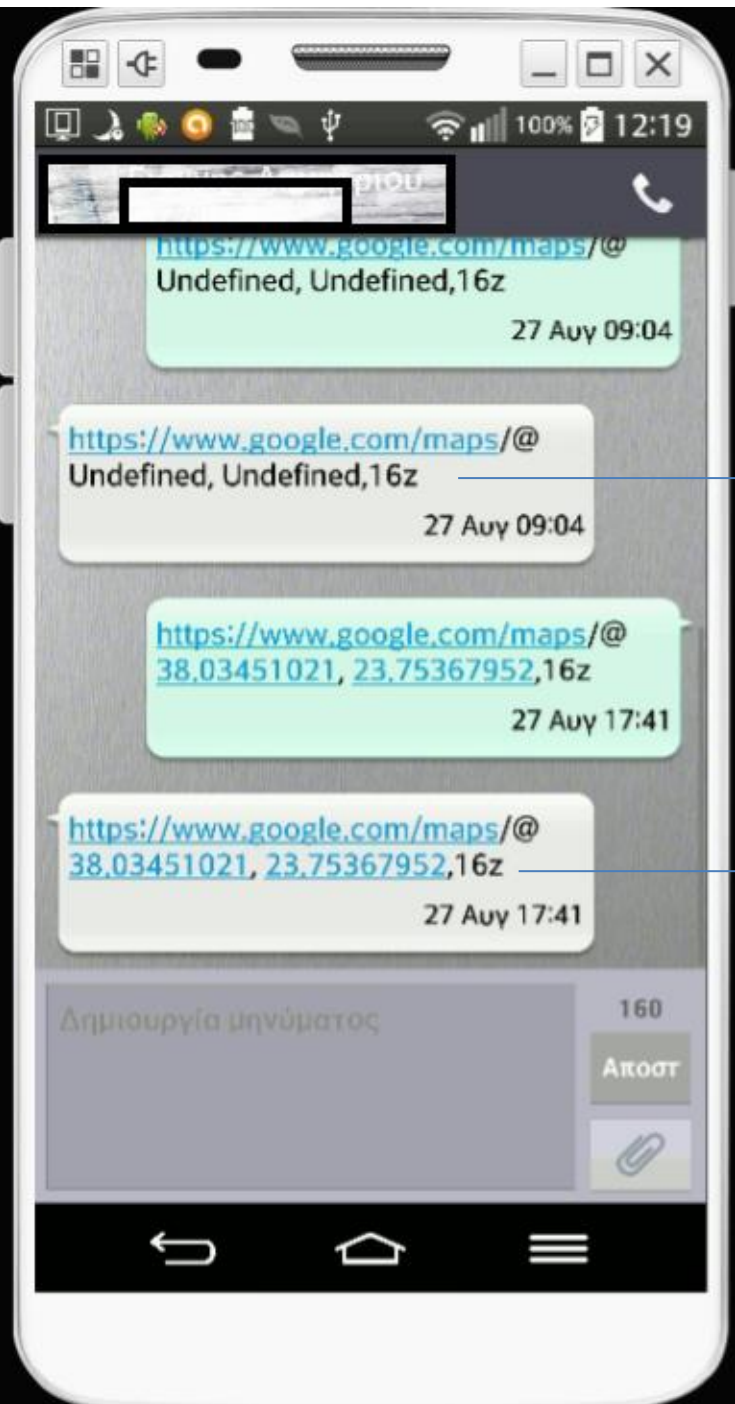 100% 12:19
https://www.google.com/maps/@
Undefined, Undefined,16z
27 Αυγ 09:04
https://www.google.com/maps/@
Undefined, Undefined,16z
27 Αυγ 09:04
https://www.google.com/maps/@
38,03451021, 23,75367952,16z
27 Αυγ 17:41
https://www.google.com/maps/@
38,03451021, 23,75367952,16z
27 Αυγ 17:41
Δημιουργία μηνύματος
160
Αποστ